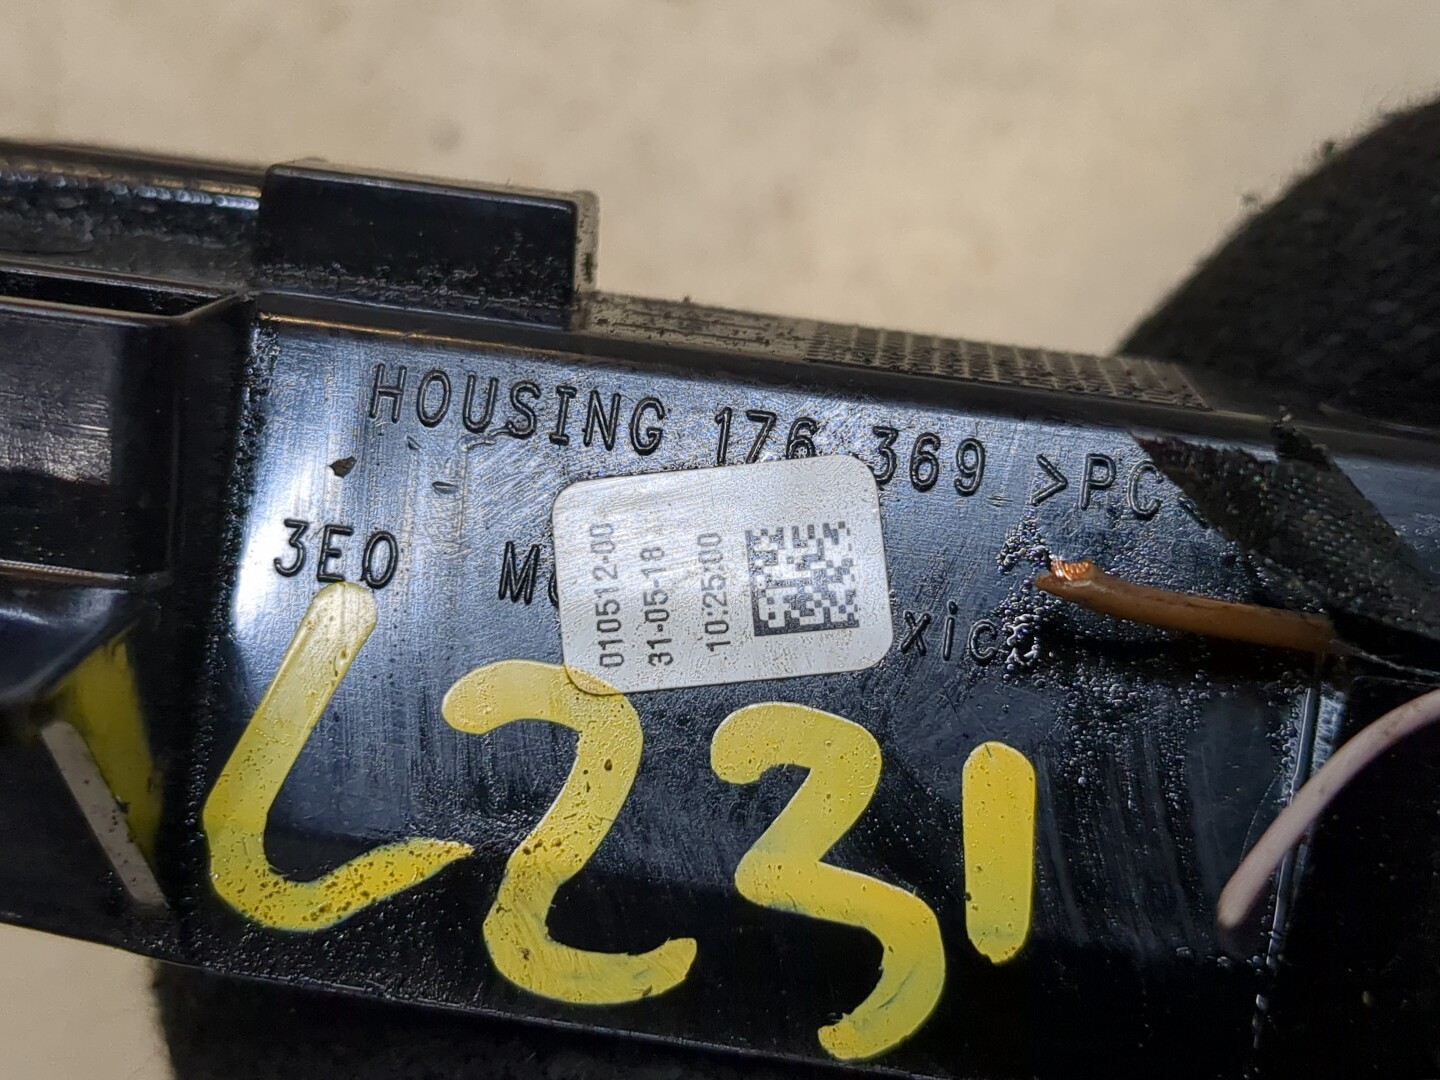 HOUSING 176 369 >PC
3E0
010512-00
31-05-18
10:25:00
L231